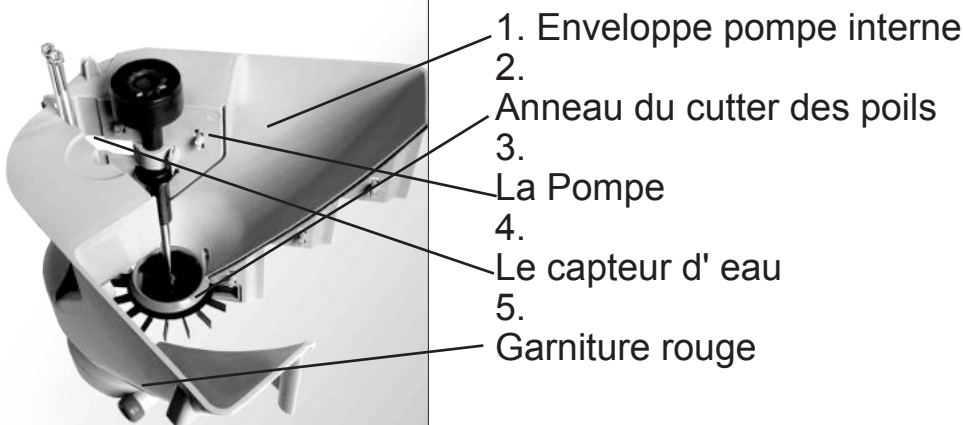 1. Enveloppe pompe interne
2.
Anneau du cutter des poils
3.
La Pompe
4.
Le capteur d' eau
5.
Garniture rouge